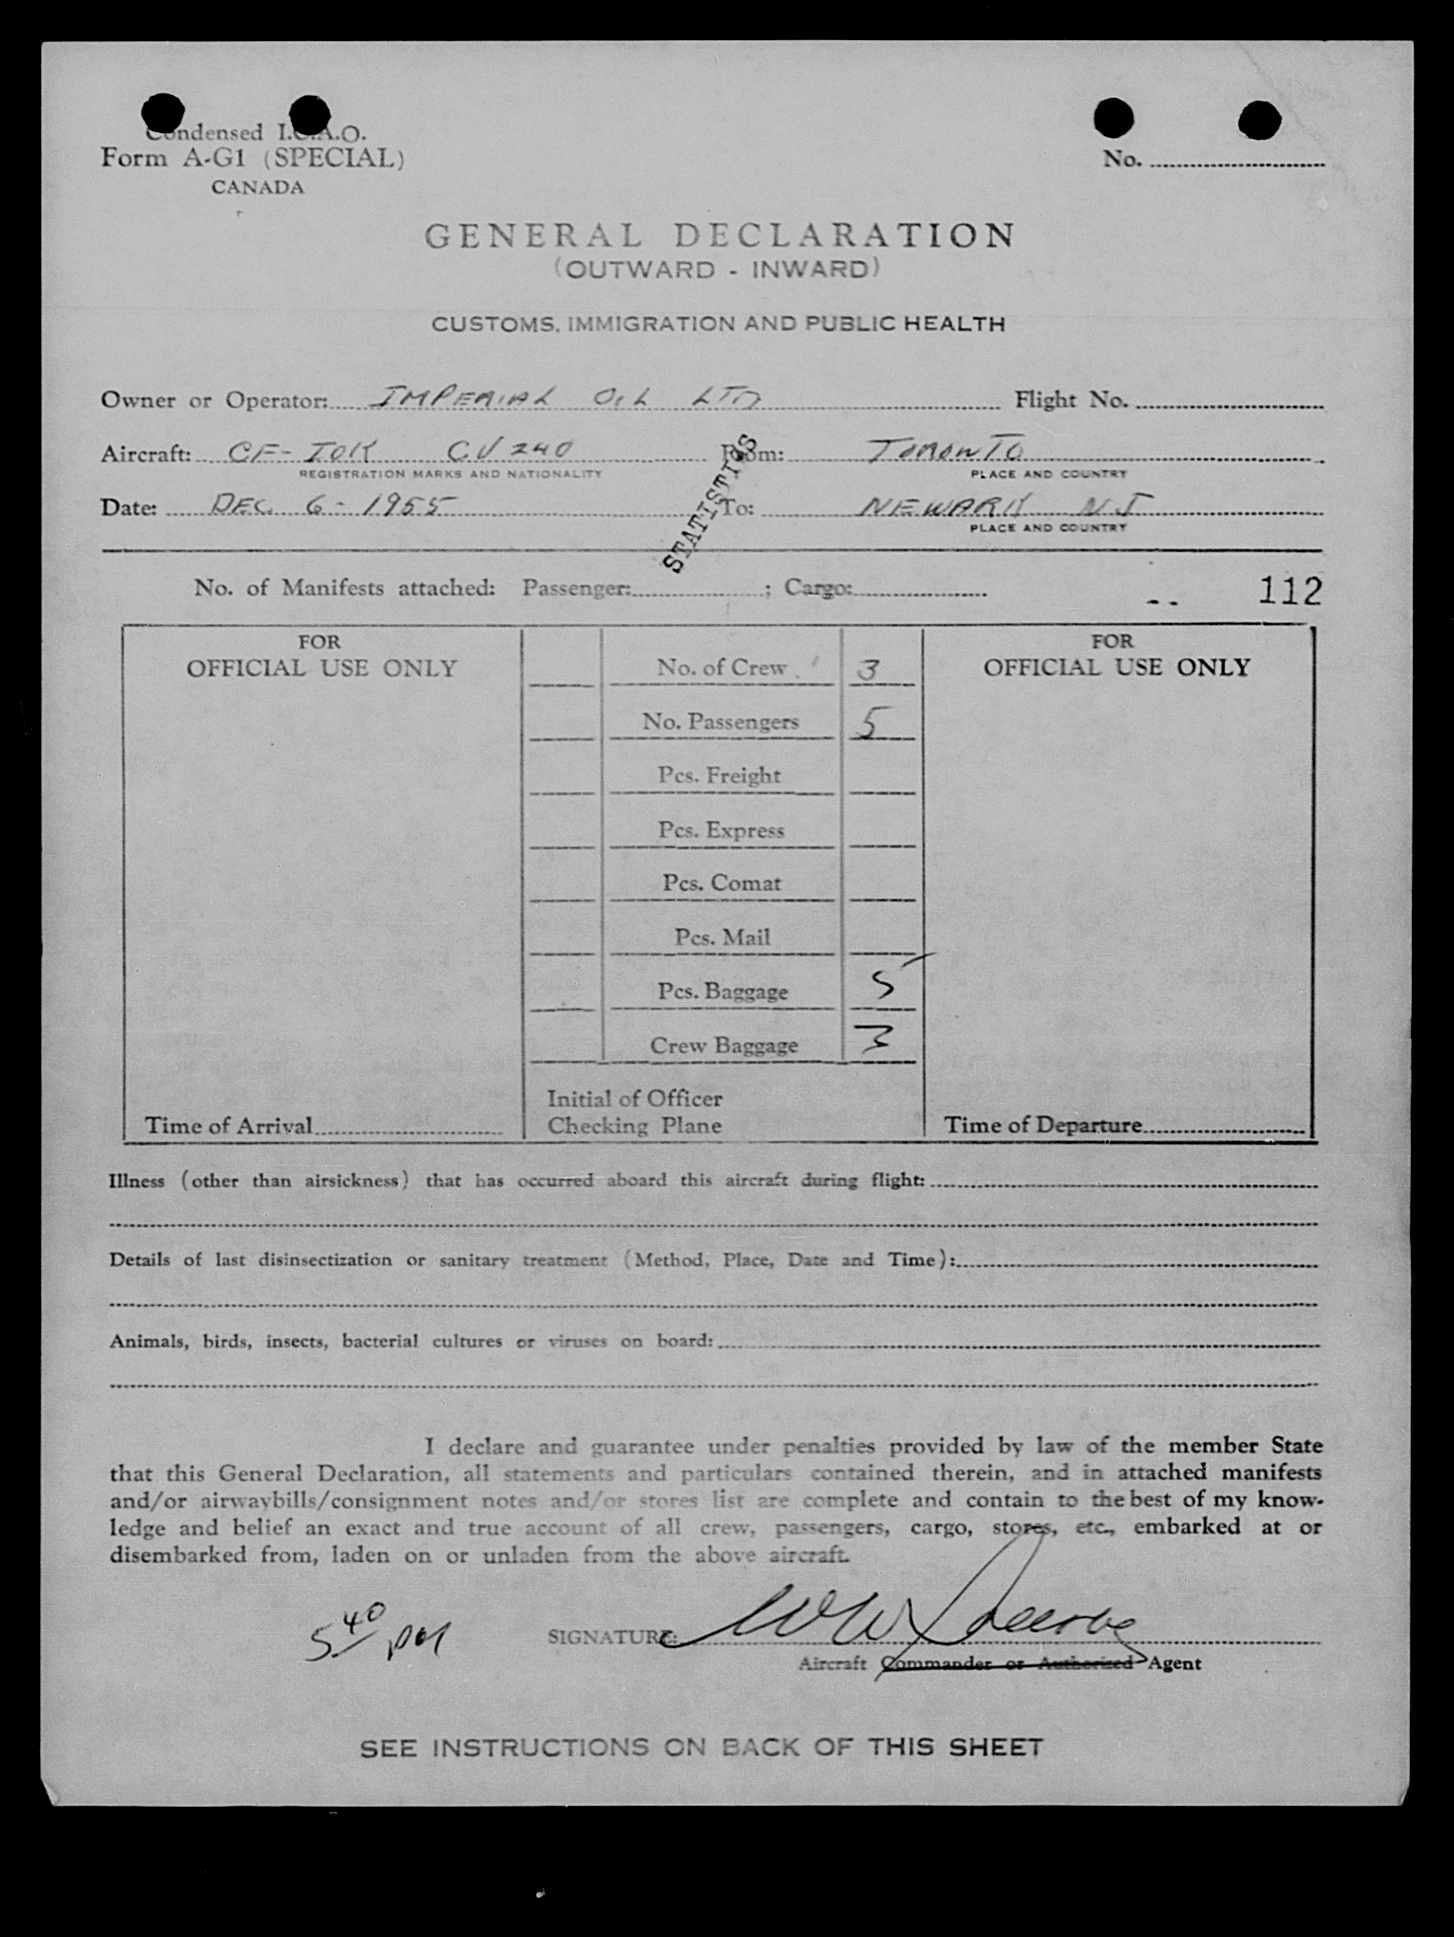 Condensed I.C.A.O.
Form A-G1 (SPECIAL)
CANADA
No.
GENERAL DECLARATION
(OUTWARD - INWARD)
CUSTOMS, IMMIGRATION AND PUBLIC HEALTH
Owner or Operator: IMPERIAL OIL LTD Flight No.
Aircraft: CF-IOK CV 240 From: TORONTO
REGISTRATION MARKS AND NATIONALITY PLACE AND COUNTRY
Date: DEC. 6 - 1955 To: NEWARK N.J
PLACE AND COUNTRY
STATISTICS
No. of Manifests attached: Passenger: ; Cargo: 112
FOR
OFFICIAL USE ONLY
No. of Crew 3
No. Passengers 5
Pcs. Freight
Pcs. Express
Pcs. Comat
Pcs. Mail
Pcs. Baggage 5
Crew Baggage 3
FOR
OFFICIAL USE ONLY
Time of Arrival
Initial of Officer
Checking Plane
Time of Departure
Illness (other than airsickness) that has occurred aboard this aircraft during flight:
Details of last disinsectization or sanitary treatment (Method, Place, Date and Time):
Animals, birds, insects, bacterial cultures or viruses on board:
I declare and guarantee under penalties provided by law of the member State
that this General Declaration, all statements and particulars contained therein, and in attached manifests
and/or airwaybills/consignment notes and/or stores list are complete and contain to the best of my know-
ledge and belief an exact and true account of all crew, passengers, cargo, stores, etc., embarked at or
disembarked from, laden on or unladen from the above aircraft.
5 40 pm
SIGNATURE:
Aircraft Commander or Authorized Agent
SEE INSTRUCTIONS ON BACK OF THIS SHEET